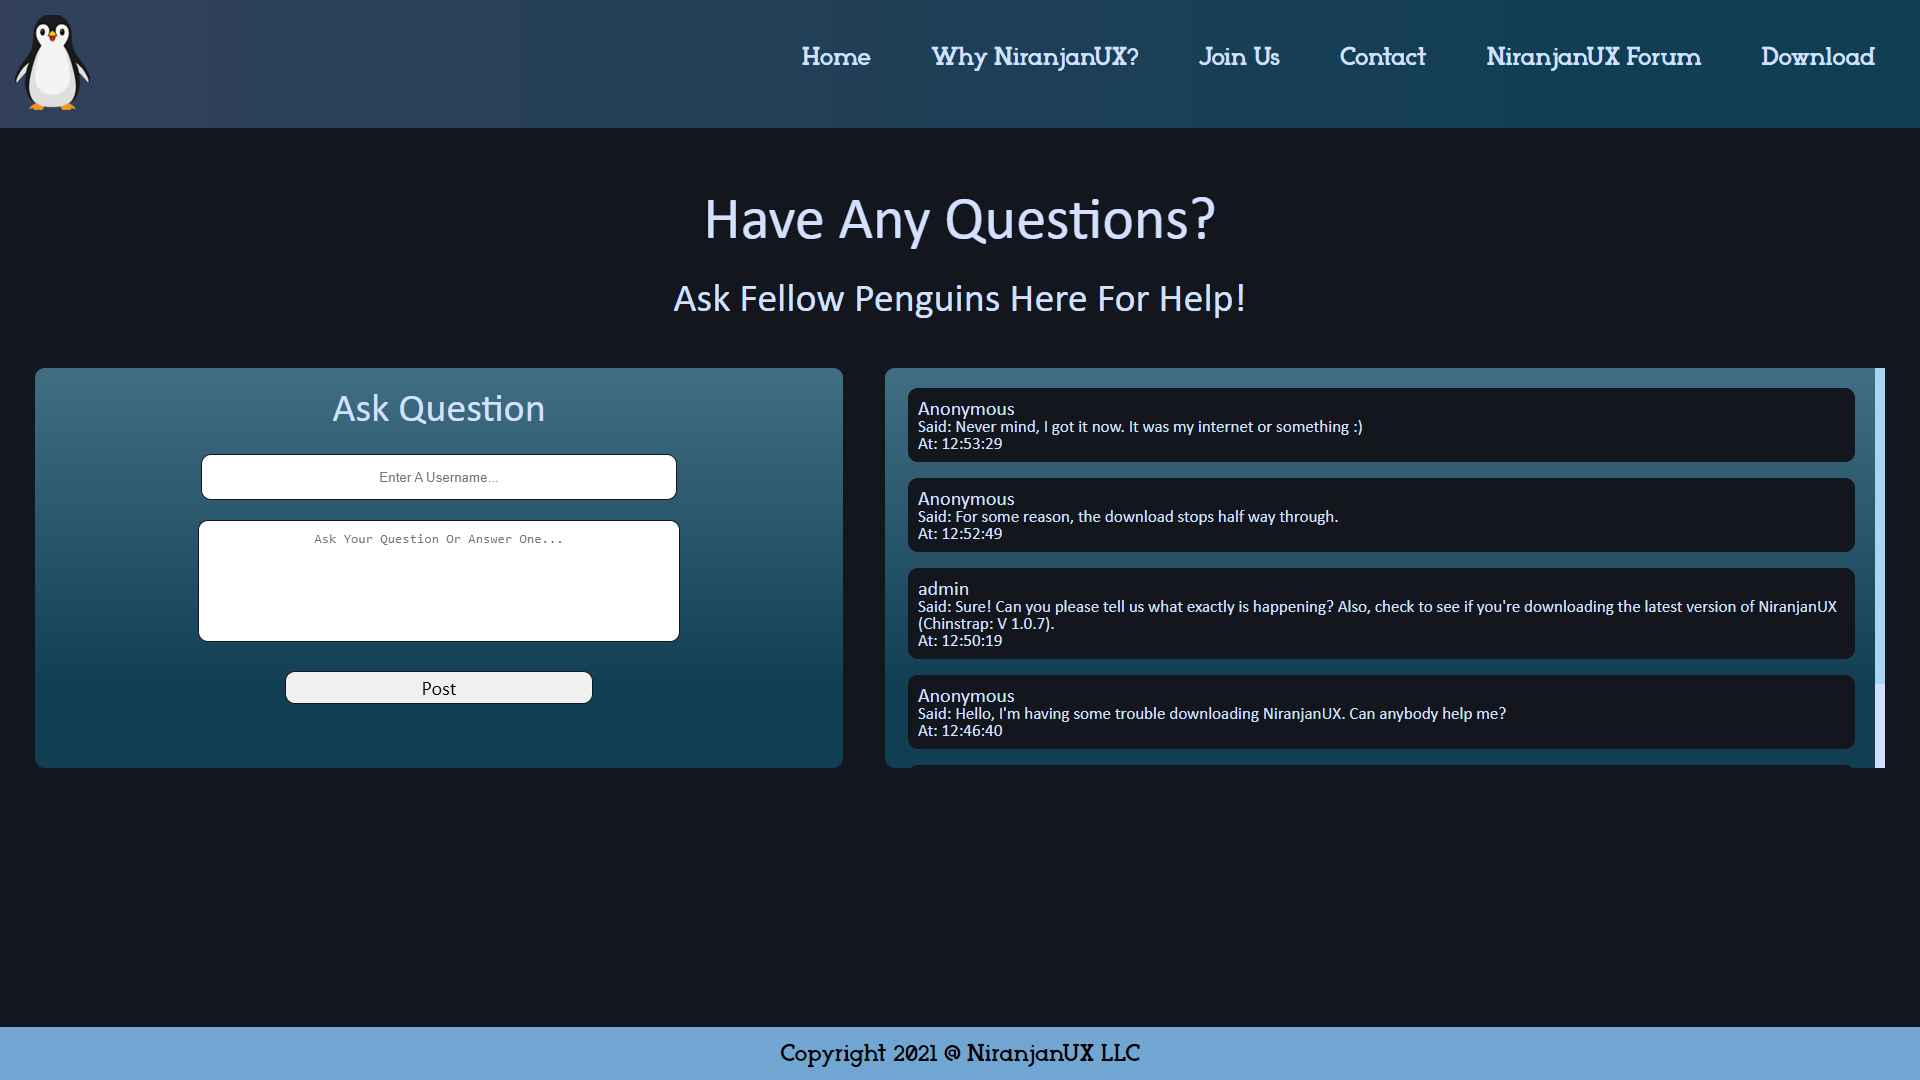 Home Why NiranjanUX? Join Us Contact NiranjanUX Forum Download
Have Any Questions?
Ask Fellow Penguins Here For Help!
Ask Question
Enter A Username...
Ask Your Question Or Answer One...
Post
Anonymous
Said: Never mind, I got it now. It was my internet or something :)
At: 12:53:29
Anonymous
Said: For some reason, the download stops half way through.
At: 12:52:49
admin
Said: Sure! Can you please tell us what exactly is happening? Also, check to see if you're downloading the latest version of NiranjanUX
(Chinstrap: V 1.0.7).
At: 12:50:19
Anonymous
Said: Hello, I'm having some trouble downloading NiranjanUX. Can anybody help me?
At: 12:46:40
Copyright 2021 @ NiranjanUX LLC